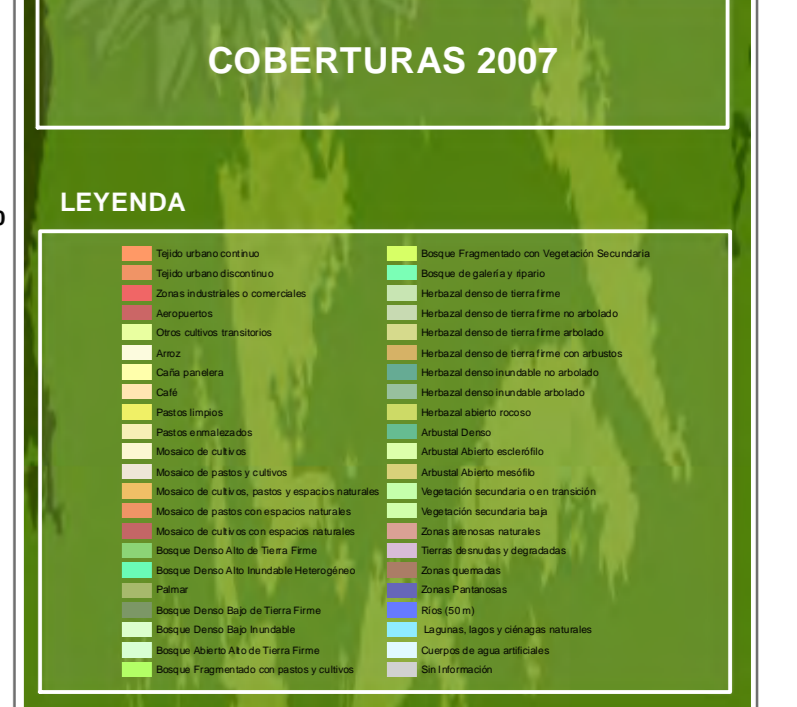 COBERTURAS 2007
LEYENDA
0
Tejido urbano continuo
Tejido urbano discontinuo
Zonas industriales o comerciales
Aeropuertos
Otros cultivos transitorios
Arroz
Caña panelera
Café
Pastos limpios
Pastos enmalezados
Mosaico de cultivos
Mosaico de pastos y cultivos
Mosaico de cultivos, pastos y espacios naturales
Mosaico de pastos con espacios naturales
Mosaico de cultivos con espacios naturales
Bosque Denso Alto de Tierra Firme
Bosque Denso Alto Inundable Heterogéneo
Palmar
Bosque Denso Bajo de Tierra Firme
Bosque Denso Bajo Inundable
Bosque Abierto Alto de Tierra Firme
Bosque Fragmentado con pastos y cultivos
Bosque Fragmentado con Vegetación Secundaria
Bosque de galería y ripario
Herbazal denso de tierra firme
Herbazal denso de tierra firme no arbolado
Herbazal denso de tierra firme arbolado
Herbazal denso de tierra firme con arbustos
Herbazal denso inundable no arbolado
Herbazal denso inundable arbolado
Herbazal abierto rocoso
Arbustal Denso
Arbustal Abierto esclerófilo
Arbustal Abierto mesófilo
Vegetación secundaria o en transición
Vegetación secundaria baja
Zonas arenosas naturales
Tierras desnudas y degradadas
Zonas quemadas
Zonas Pantanosas
Ríos (50 m)
Lagunas, lagos y ciénagas naturales
Cuerpos de agua artificiales
Sin Información